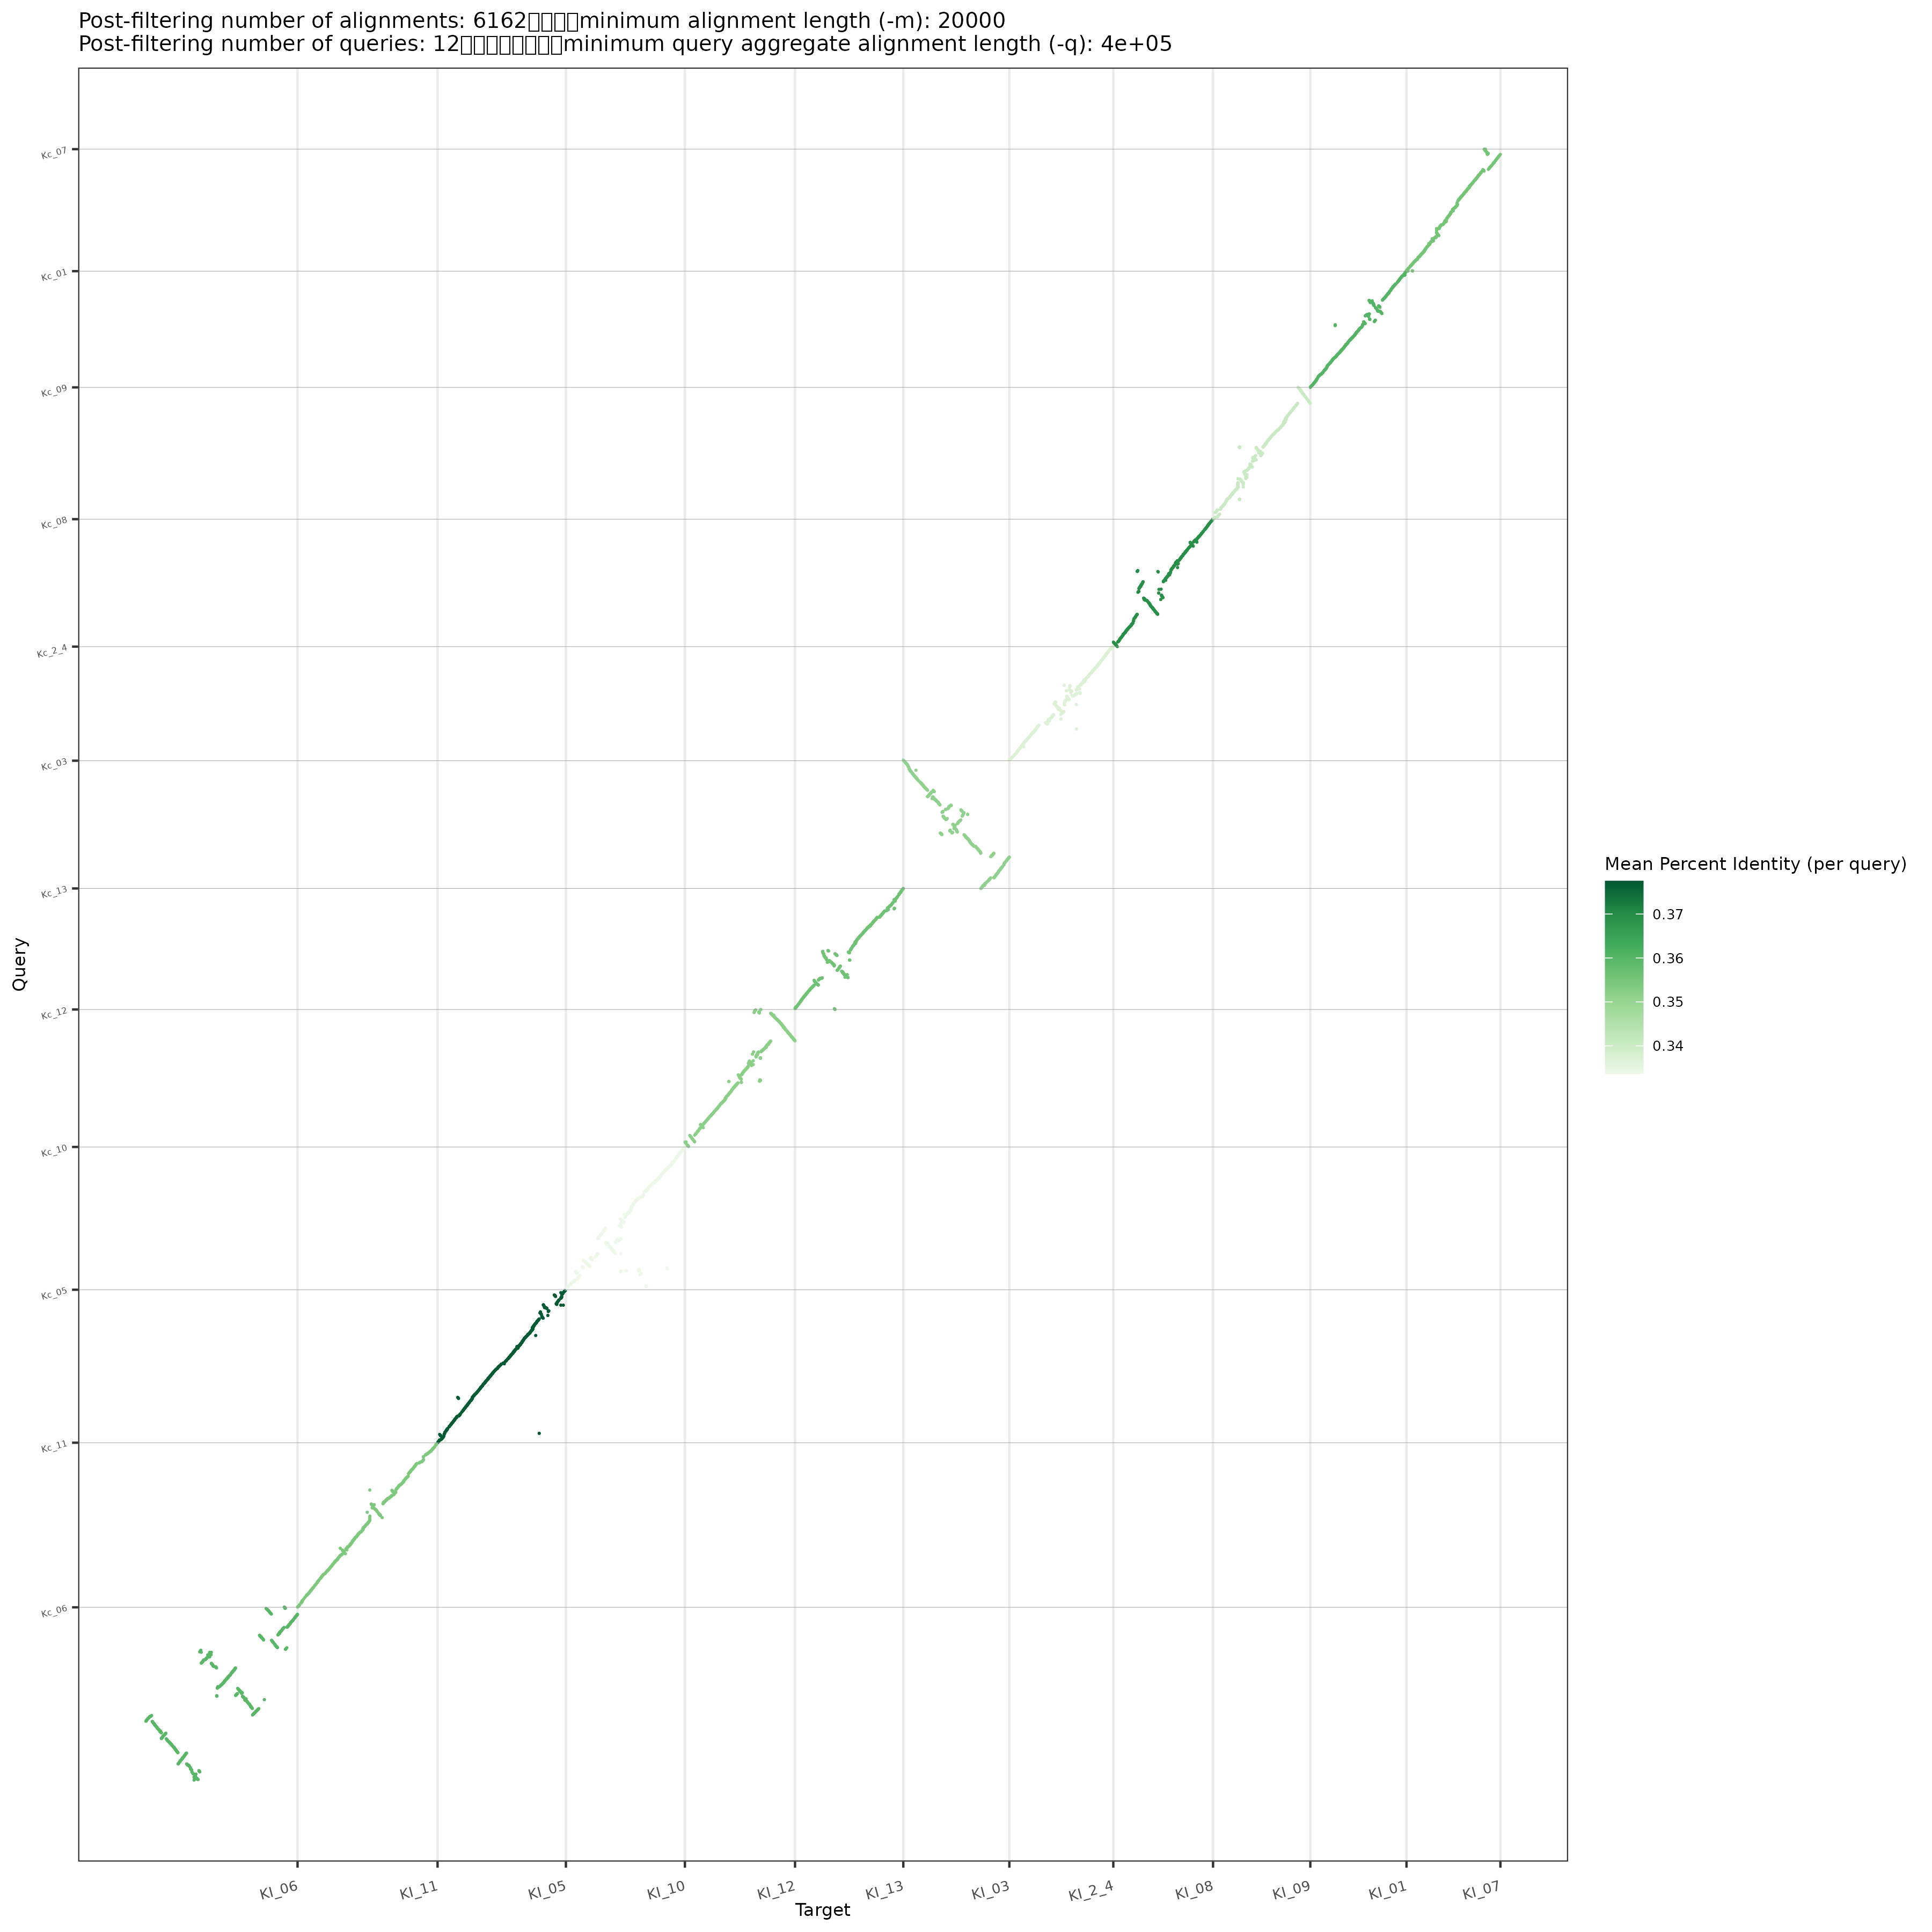 Post-filtering number of alignments: 6162□□□□minimum alignment length (-m): 20000
Post-filtering number of queries: 12□□□□□□□□minimum query aggregate alignment length (-q): 4e+05
Kc_07
Kc_01
Kc_09
Kc_08
Kc_2_4
Kc_03
Kc_13
Kc_12
Kc_10
Kc_05
Kc_11
Kc_06
Query
Mean Percent Identity (per query)
0.37
0.36
0.35
0.34
Kl_06
Kl_11
Kl_05
Kl_10
Kl_12
Kl_13
Kl_03
Kl_2_4
Kl_08
Kl_09
Kl_01
Kl_07
Target